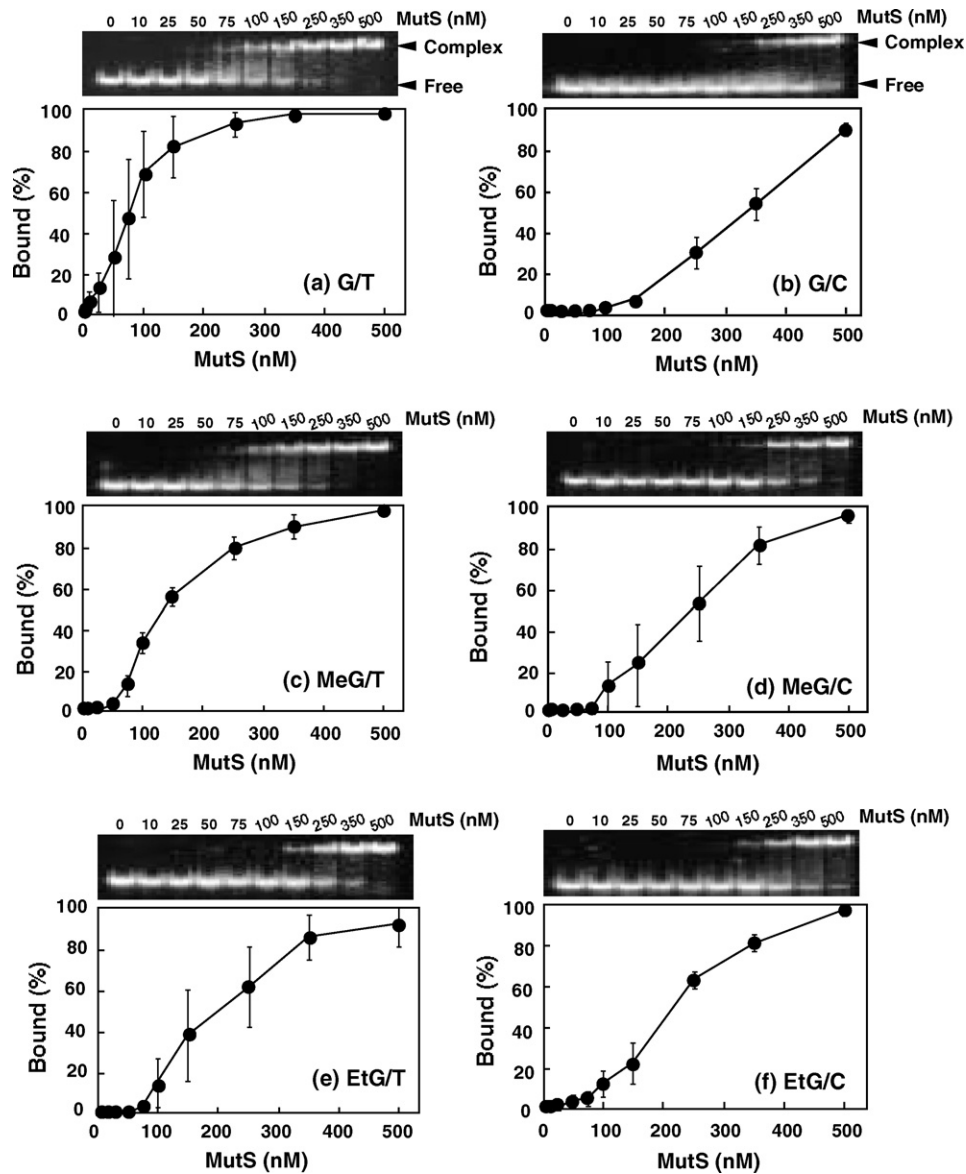 0 10 25 50 75 100 150 250 350 500 MutS (nM)
Complex
Free
100
80
60
40
20
0
Bound (%)
(a) G/T
0 100 200 300 400 500
MutS (nM)
0 10 25 50 75 100 150 250 350 500 MutS (nM)
Complex
Free
100
80
60
40
20
0
Bound (%)
(b) G/C
0 100 200 300 400 500
MutS (nM)
0 10 25 50 75 100 150 250 350 500 MutS (nM)
100
80
60
40
20
0
Bound (%)
(c) MeG/T
0 100 200 300 400 500
MutS (nM)
0 10 25 50 75 100 150 250 350 500 MutS (nM)
100
80
60
40
20
0
Bound (%)
(d) MeG/C
0 100 200 300 400 500
MutS (nM)
0 10 25 50 75 100 150 250 350 500 MutS (nM)
100
80
60
40
20
0
Bound (%)
(e) EtG/T
0 100 200 300 400 500
MutS (nM)
0 10 25 50 75 100 150 250 350 500 MutS (nM)
100
80
60
40
20
0
Bound (%)
(f) EtG/C
0 100 200 300 400 500
MutS (nM)